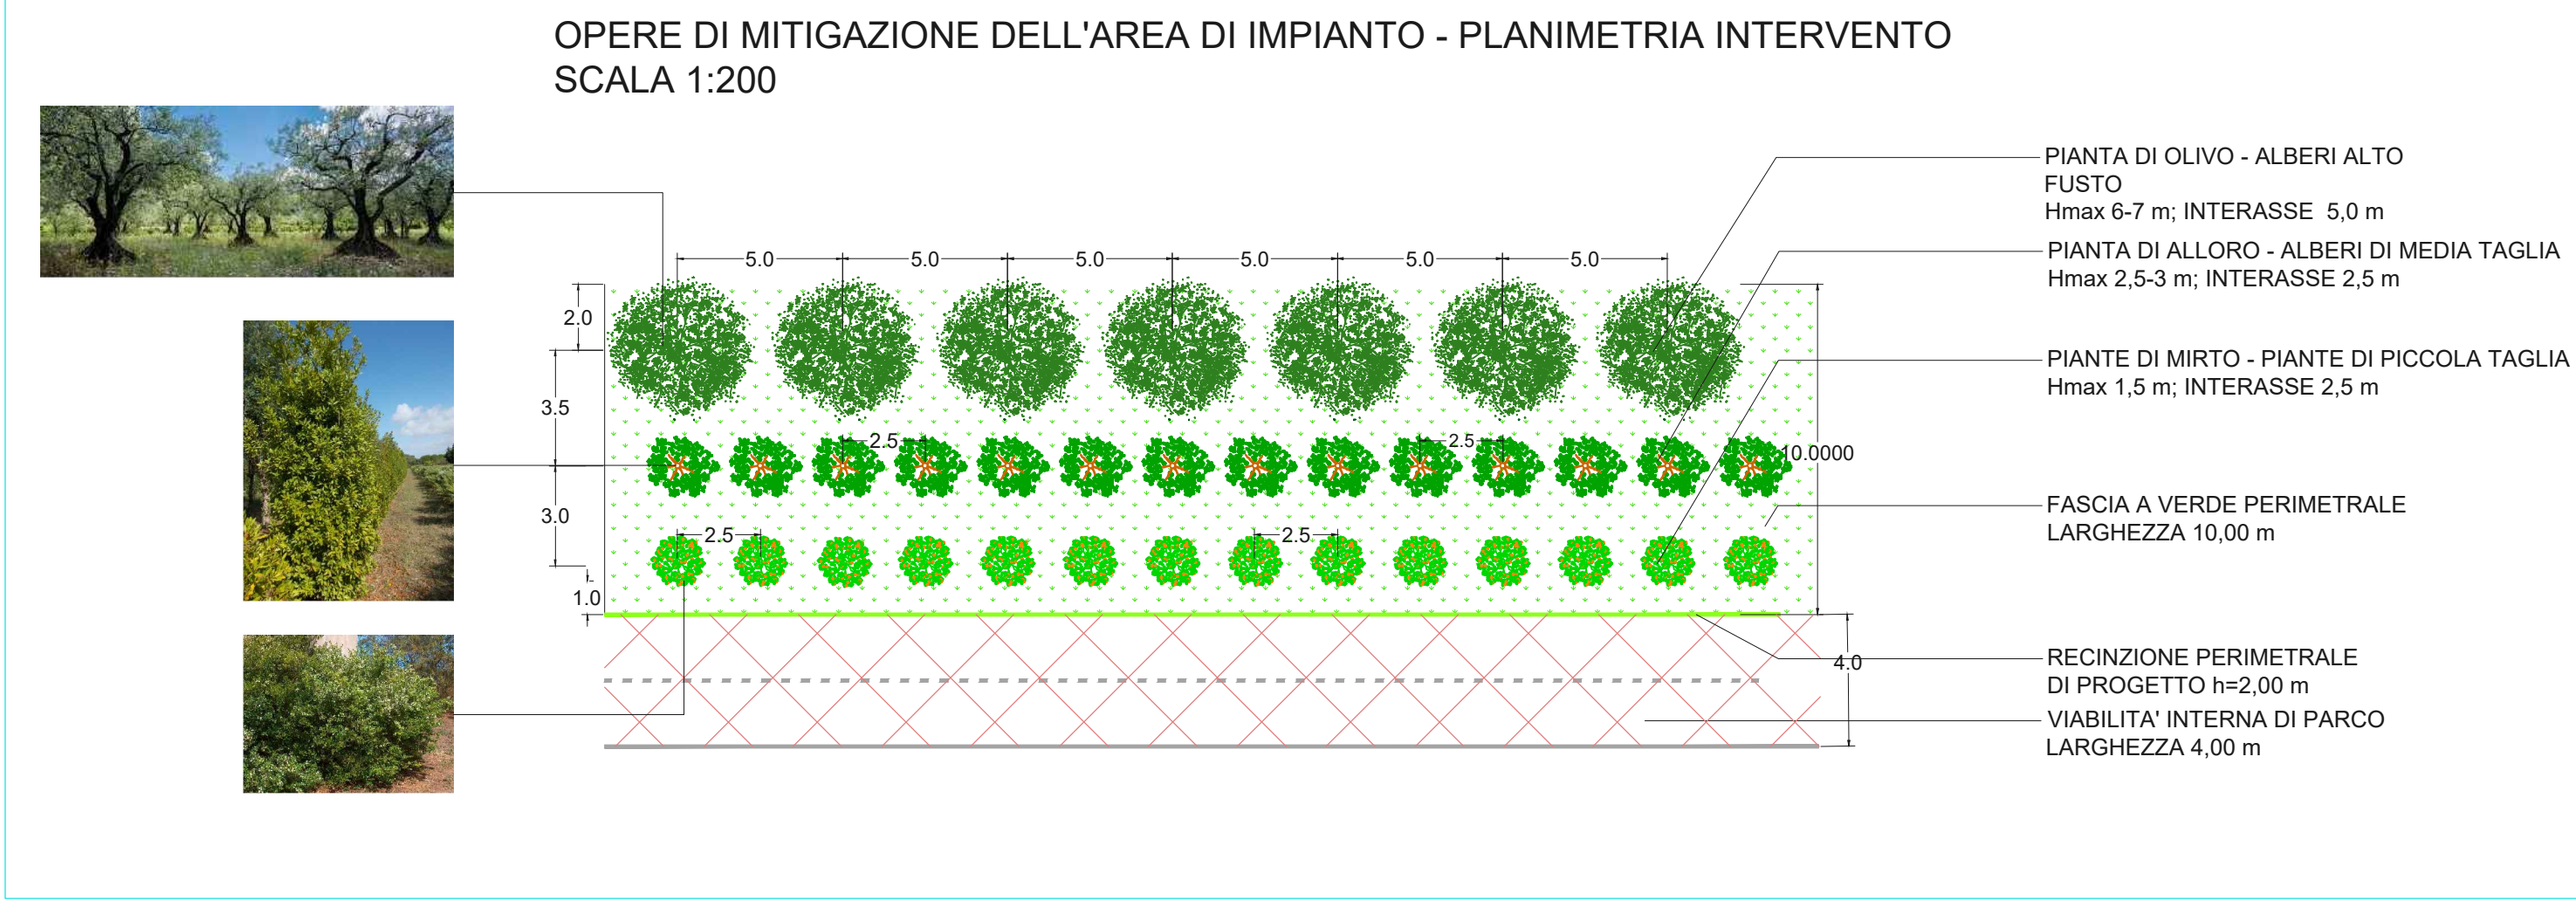 OPERE DI MITIGAZIONE DELL'AREA DI IMPIANTO - PLANIMETRIA INTERVENTO
SCALA 1:200
PIANTA DI OLIVO - ALBERI ALTO
FUSTO
Hmax 6-7 m; INTERASSE 5,0 m
PIANTA DI ALLORO - ALBERI DI MEDIA TAGLIA
Hmax 2,5-3 m; INTERASSE 2,5 m
PIANTE DI MIRTO - PIANTE DI PICCOLA TAGLIA
Hmax 1,5 m; INTERASSE 2,5 m
FASCIA A VERDE PERIMETRALE
LARGHEZZA 10,00 m
RECINZIONE PERIMETRALE
DI PROGETTO h=2,00 m
VIABILITA' INTERNA DI PARCO
LARGHEZZA 4,00 m
5.0 5.0 5.0 5.0 5.0 5.0
2.0
3.5
2.5 2.5
10.0000
3.0
2.5 2.5
1.0
4.0